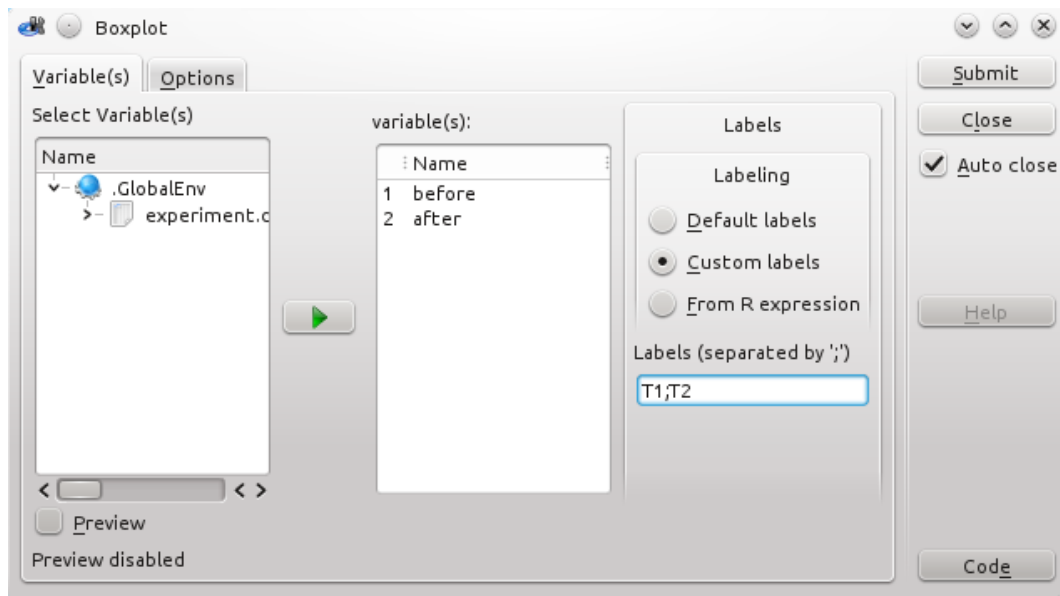 Boxplot
Variable(s)
Options
Select Variable(s)
Name
.GlobalEnv
experiment.c
variable(s):
Name
1 before
2 after
Labels
Labeling
Default labels
Custom labels
From R expression
Labels (separated by ';')
T1;T2
Preview
Preview disabled
Submit
Close
Auto close
Help
Code